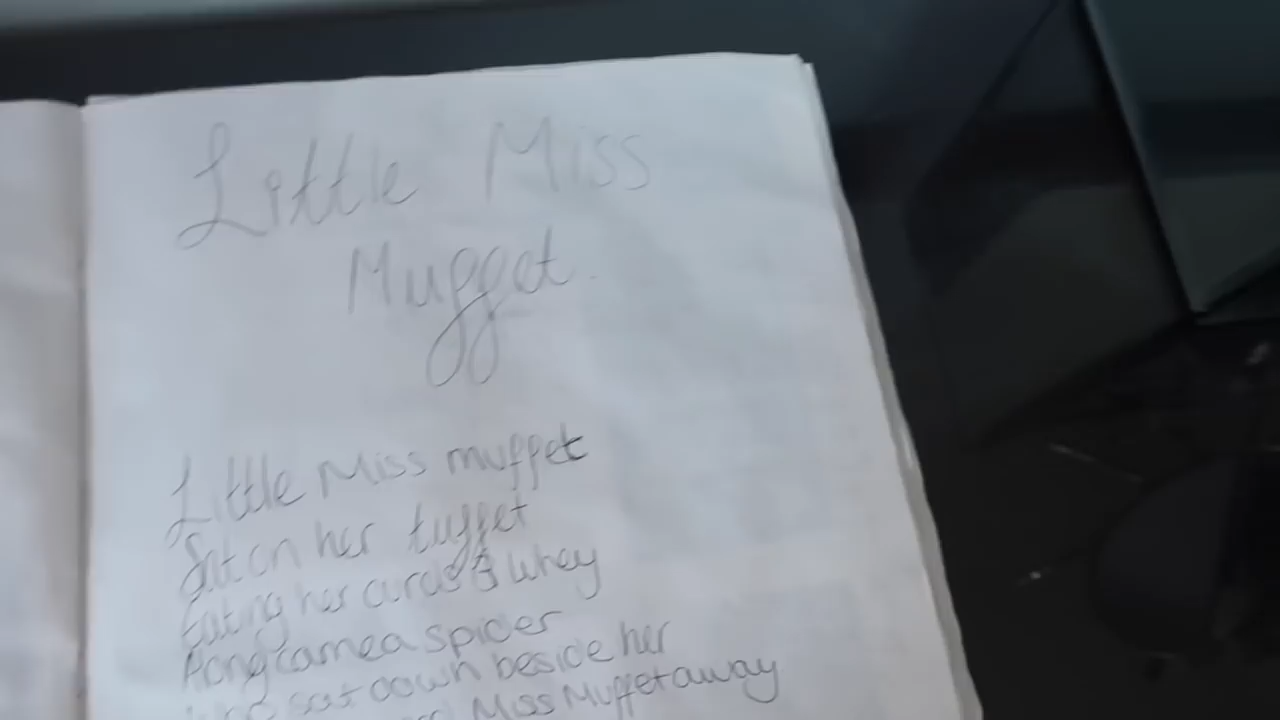 Little Miss
Muffet.
Little Miss muffet
Sat on her tuffet
Eating her curds & whey
Along came a spider
Who sat down beside her
Miss Muffet away